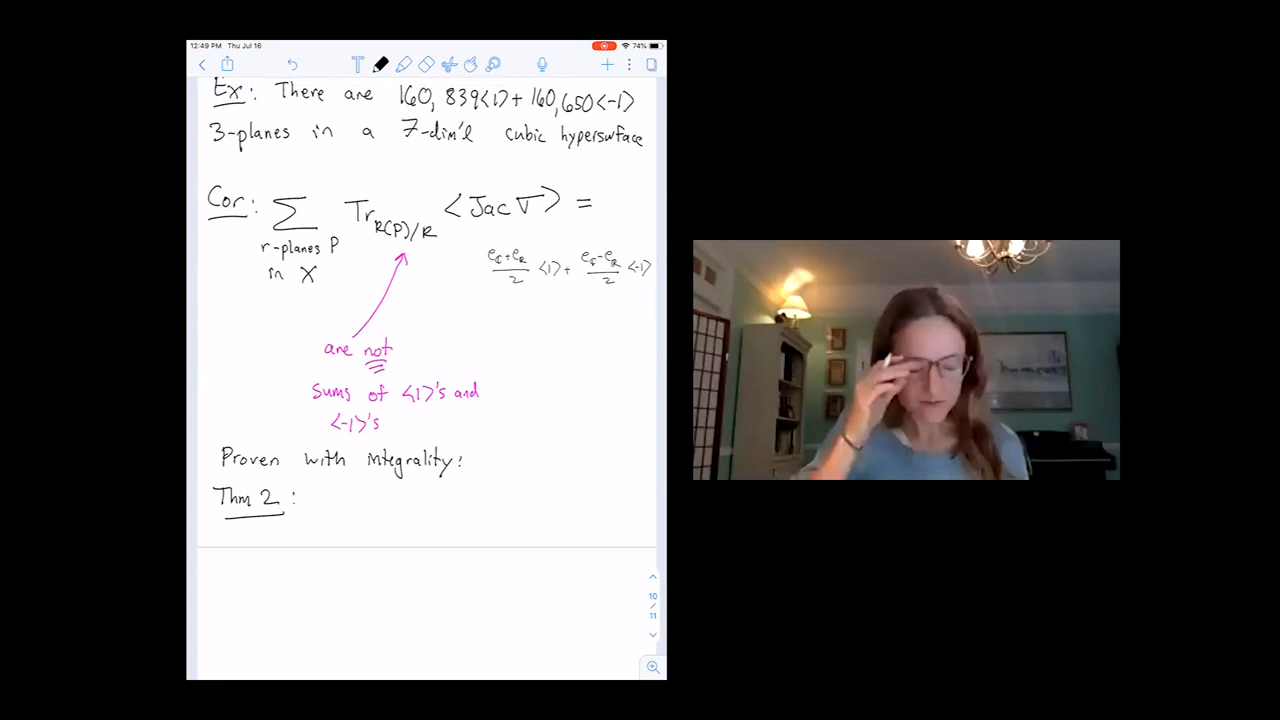 12:49 PM Thu Jul 16
74%
Ex: There are 160,839<1> + 160,650<-1>
3-planes in a 7-dim'l cubic hypersurface
Cor: ∑ Tr_{k(P)/k} <Jac σ> =
r-planes P
in X
(e_ℂ+e_ℝ)/2 <1> + (e_ℂ-e_ℝ)/2 <-1>
are not
sums of <1>'s and
<-1>'s
Proven with integrality:
Thm 2:
10
/
11